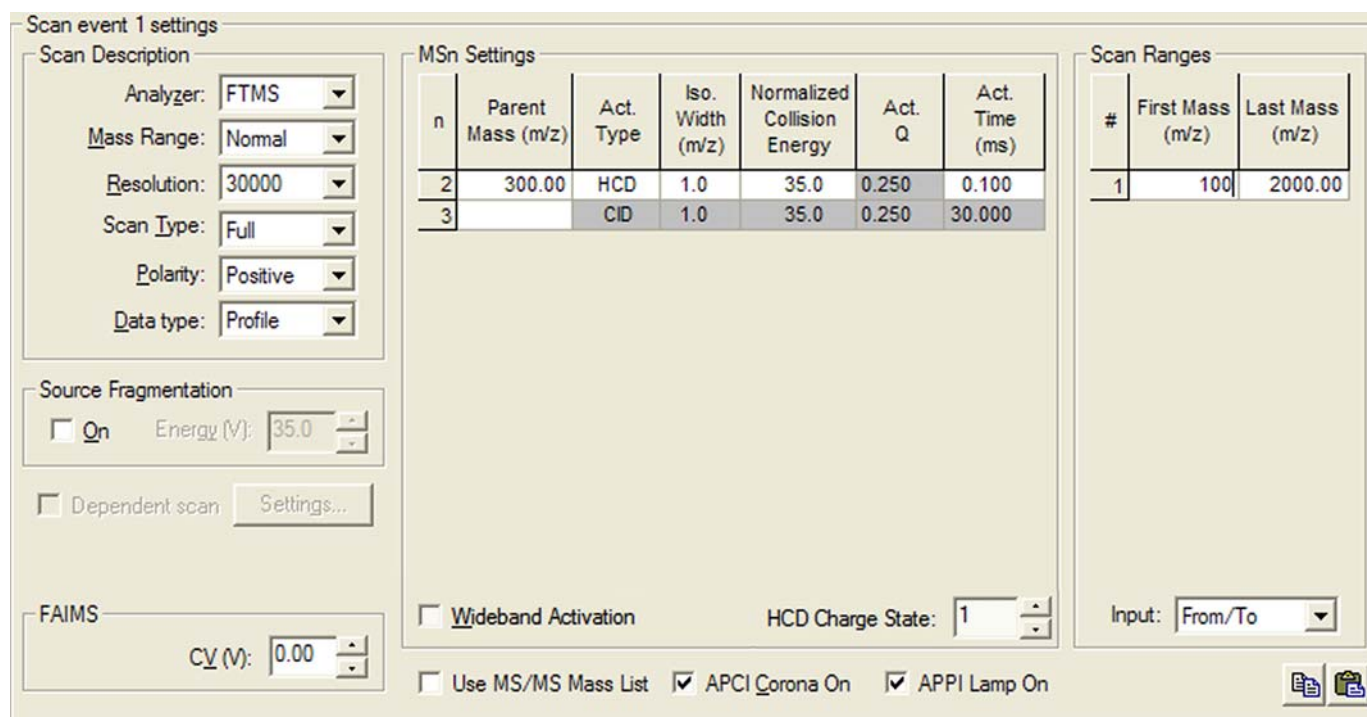 Scan event 1 settings
Scan Description
Analyzer: FTMS
Mass Range: Normal
Resolution: 30000
Scan Type: Full
Polarity: Positive
Data type: Profile
Source Fragmentation
On Energy (V): 35.0
Dependent scan Settings...
FAIMS
CV (V): 0.00
MSn Settings
n Parent Mass (m/z) Act. Type Iso. Width (m/z) Normalized Collision Energy Act. Q Act. Time (ms)
2 300.00 HCD 1.0 35.0 0.250 0.100
3 CID 1.0 35.0 0.250 30.000
Wideband Activation HCD Charge State: 1
Use MS/MS Mass List APCI Corona On APPI Lamp On
Scan Ranges
# First Mass (m/z) Last Mass (m/z)
1 100 2000.00
Input: From/To